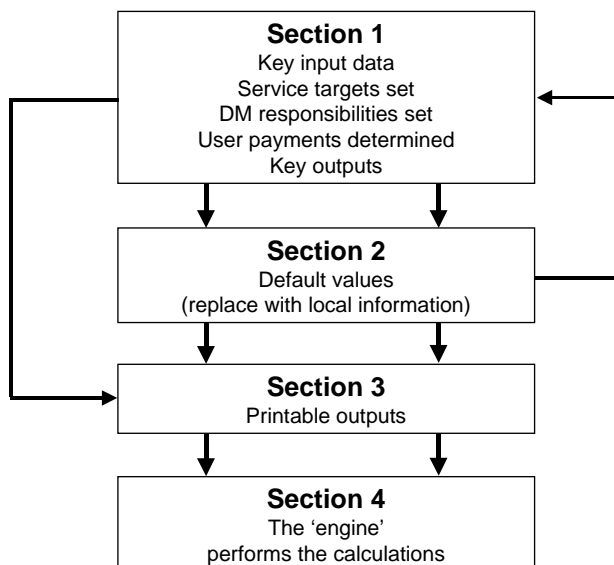 Section 1
Key input data
Service targets set
DM responsibilities set
User payments determined
Key outputs
Section 2
Default values
(replace with local information)
Section 3
Printable outputs
Section 4
The ‘engine’
performs the calculations